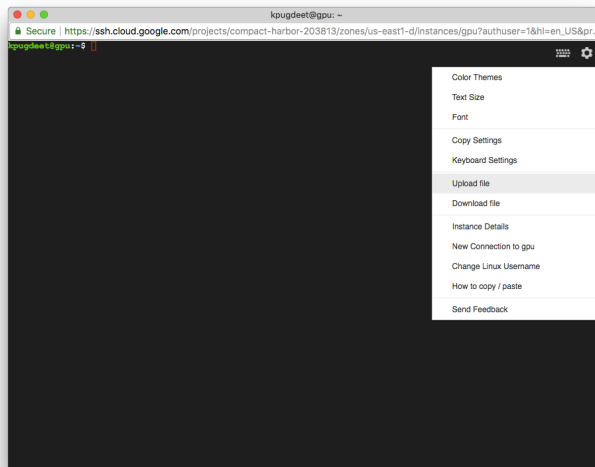 kpugdeet@gpu: ~
Secure | https://ssh.cloud.google.com/projects/compact-harbor-203813/zones/us-east1-d/instances/gpu?authuser=1&hl=en_US&pr...
kpugdeet@gpu:~$
Color Themes
Text Size
Font
Copy Settings
Keyboard Settings
Upload file
Download file
Instance Details
New Connection to gpu
Change Linux Username
How to copy / paste
Send Feedback